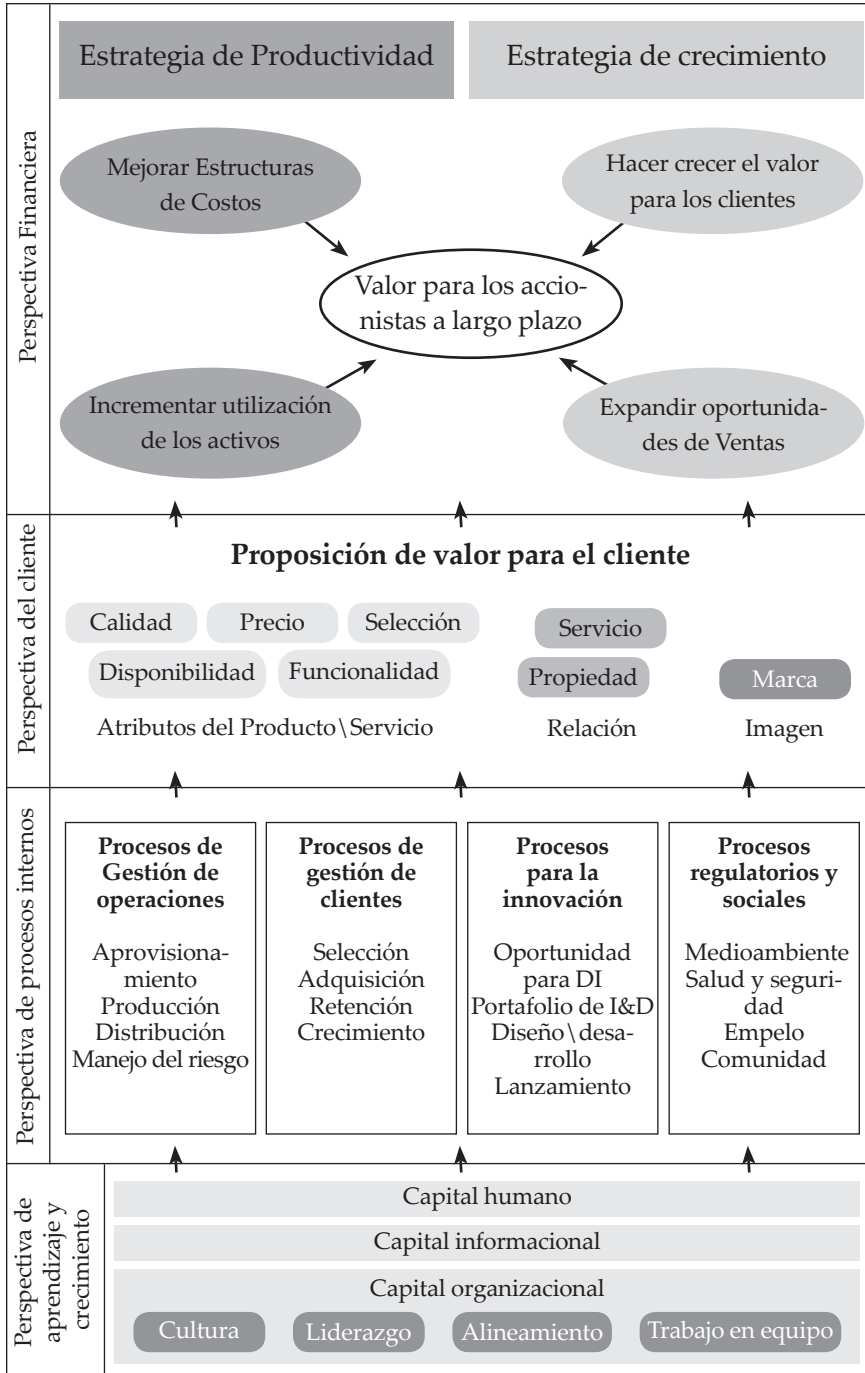 Estrategia de Productividad
Estrategia de crecimiento
Perspectiva Financiera
Mejorar Estructuras
de Costos
Hacer crecer el valor
para los clientes
Valor para los accio-
nistas a largo plazo
Incrementar utilización
de los activos
Expandir oportunida-
des de Ventas
Perspectiva del cliente
Proposición de valor para el cliente
Calidad
Precio
Selección
Disponibilidad
Funcionalidad
Atributos del Producto\Servicio
Servicio
Propiedad
Relación
Marca
Imagen
Perspectiva de procesos internos
Procesos de
Gestión de
operaciones
Aprovisiona-
miento
Producción
Distribución
Manejo del riesgo
Procesos de
gestión de
clientes
Selección
Adquisición
Retención
Crecimiento
Procesos
para la
innovación
Oportunidad
para DI
Portafolio de I&D
Diseño\desa-
rrollo
Lanzamiento
Procesos
regulatorios y
sociales
Medioambiente
Salud y seguri-
dad
Empelo
Comunidad
Perspectiva de
aprendizaje y
crecimiento
Capital humano
Capital informacional
Capital organizacional
Cultura
Liderazgo
Alineamiento
Trabajo en equipo